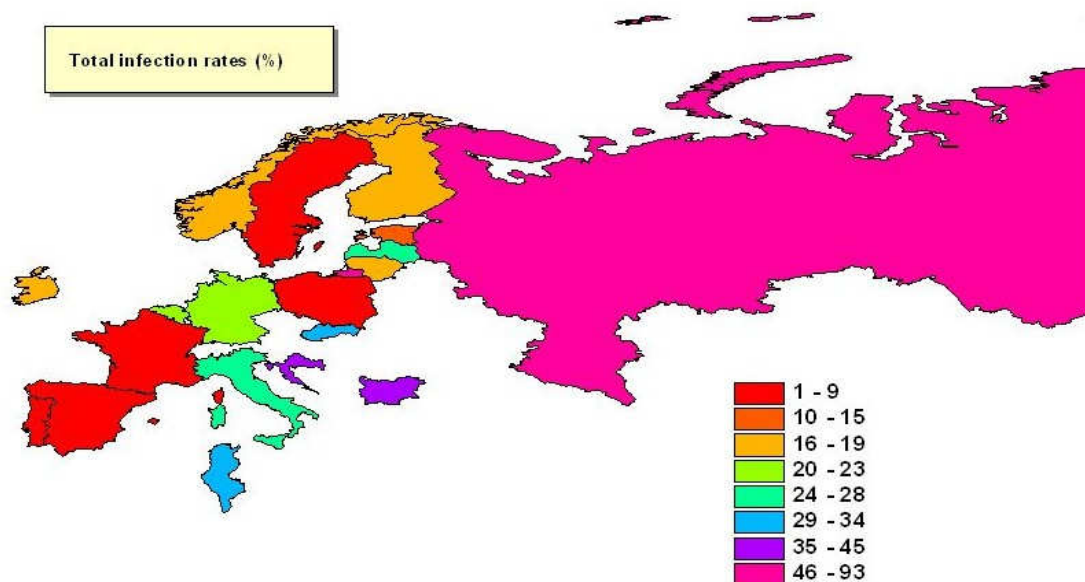 Total infection rates (%)
1 - 9
10 - 15
16 - 19
20 - 23
24 - 28
29 - 34
35 - 45
46 - 93